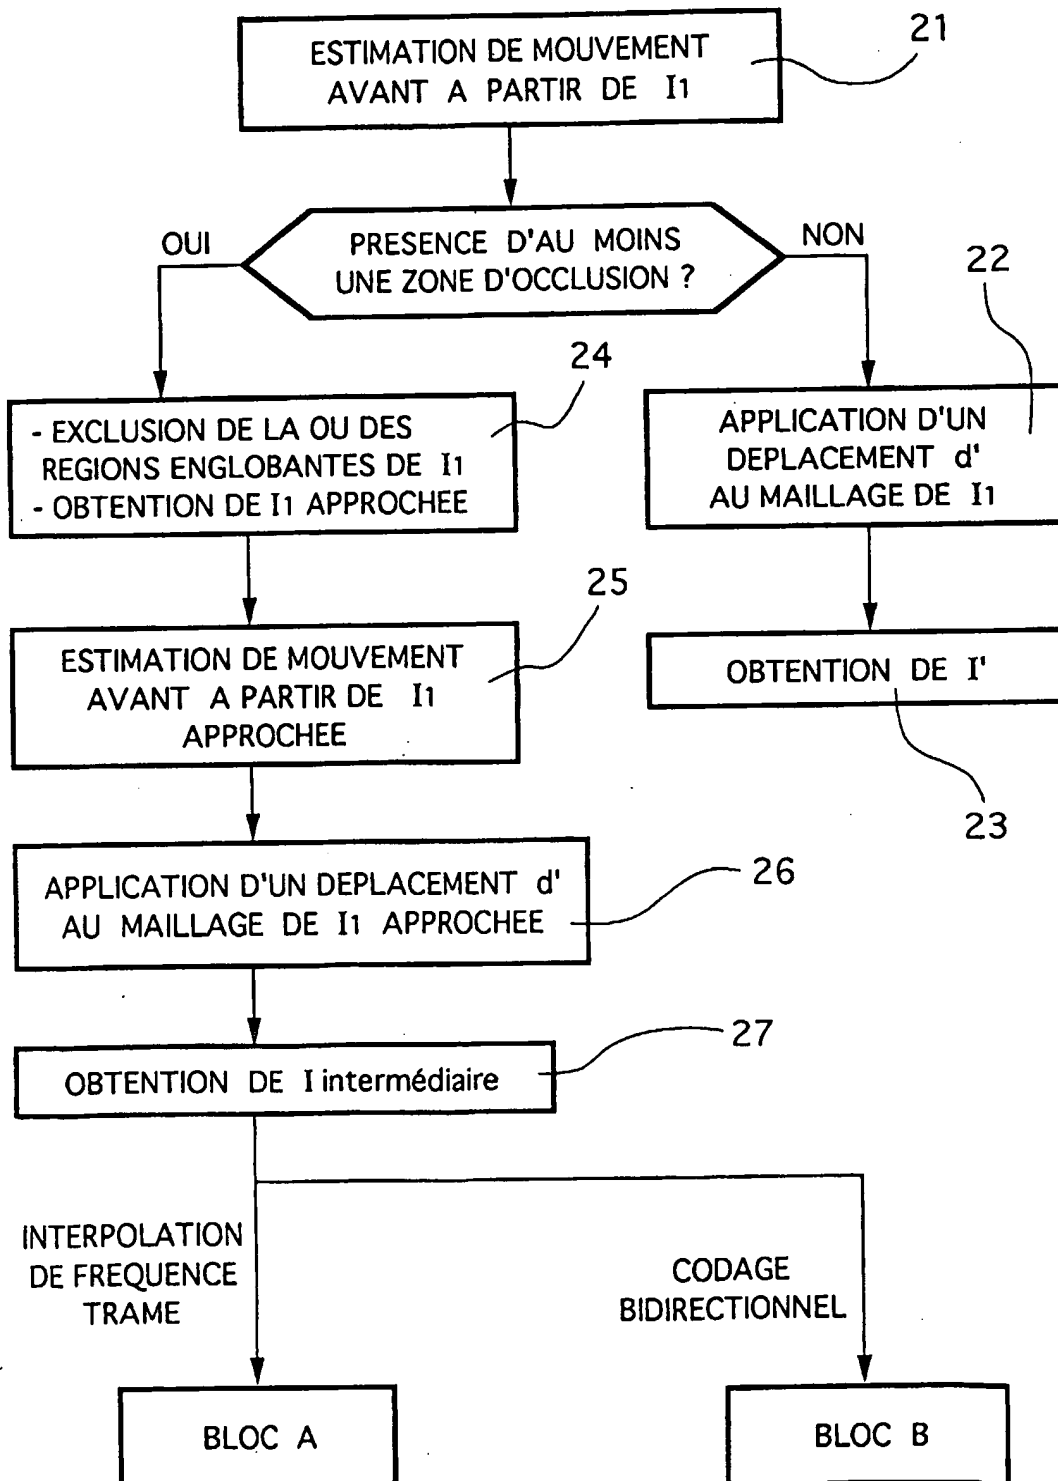 21
ESTIMATION DE MOUVEMENT
AVANT A PARTIR DE I1
OUI
PRESENCE D'AU MOINS
UNE ZONE D'OCCLUSION ?
NON
22
24
- EXCLUSION DE LA OU DES
REGIONS ENGLOBANTES DE I1
- OBTENTION DE I1 APPROCHEE
APPLICATION D'UN
DEPLACEMENT d'
AU MAILLAGE DE I1
25
ESTIMATION DE MOUVEMENT
AVANT A PARTIR DE I1
APPROCHEE
OBTENTION DE I'
23
26
APPLICATION D'UN DEPLACEMENT d'
AU MAILLAGE DE I1 APPROCHEE
27
OBTENTION DE I intermédiaire
INTERPOLATION
DE FREQUENCE
TRAME
CODAGE
BIDIRECTIONNEL
BLOC A
BLOC B